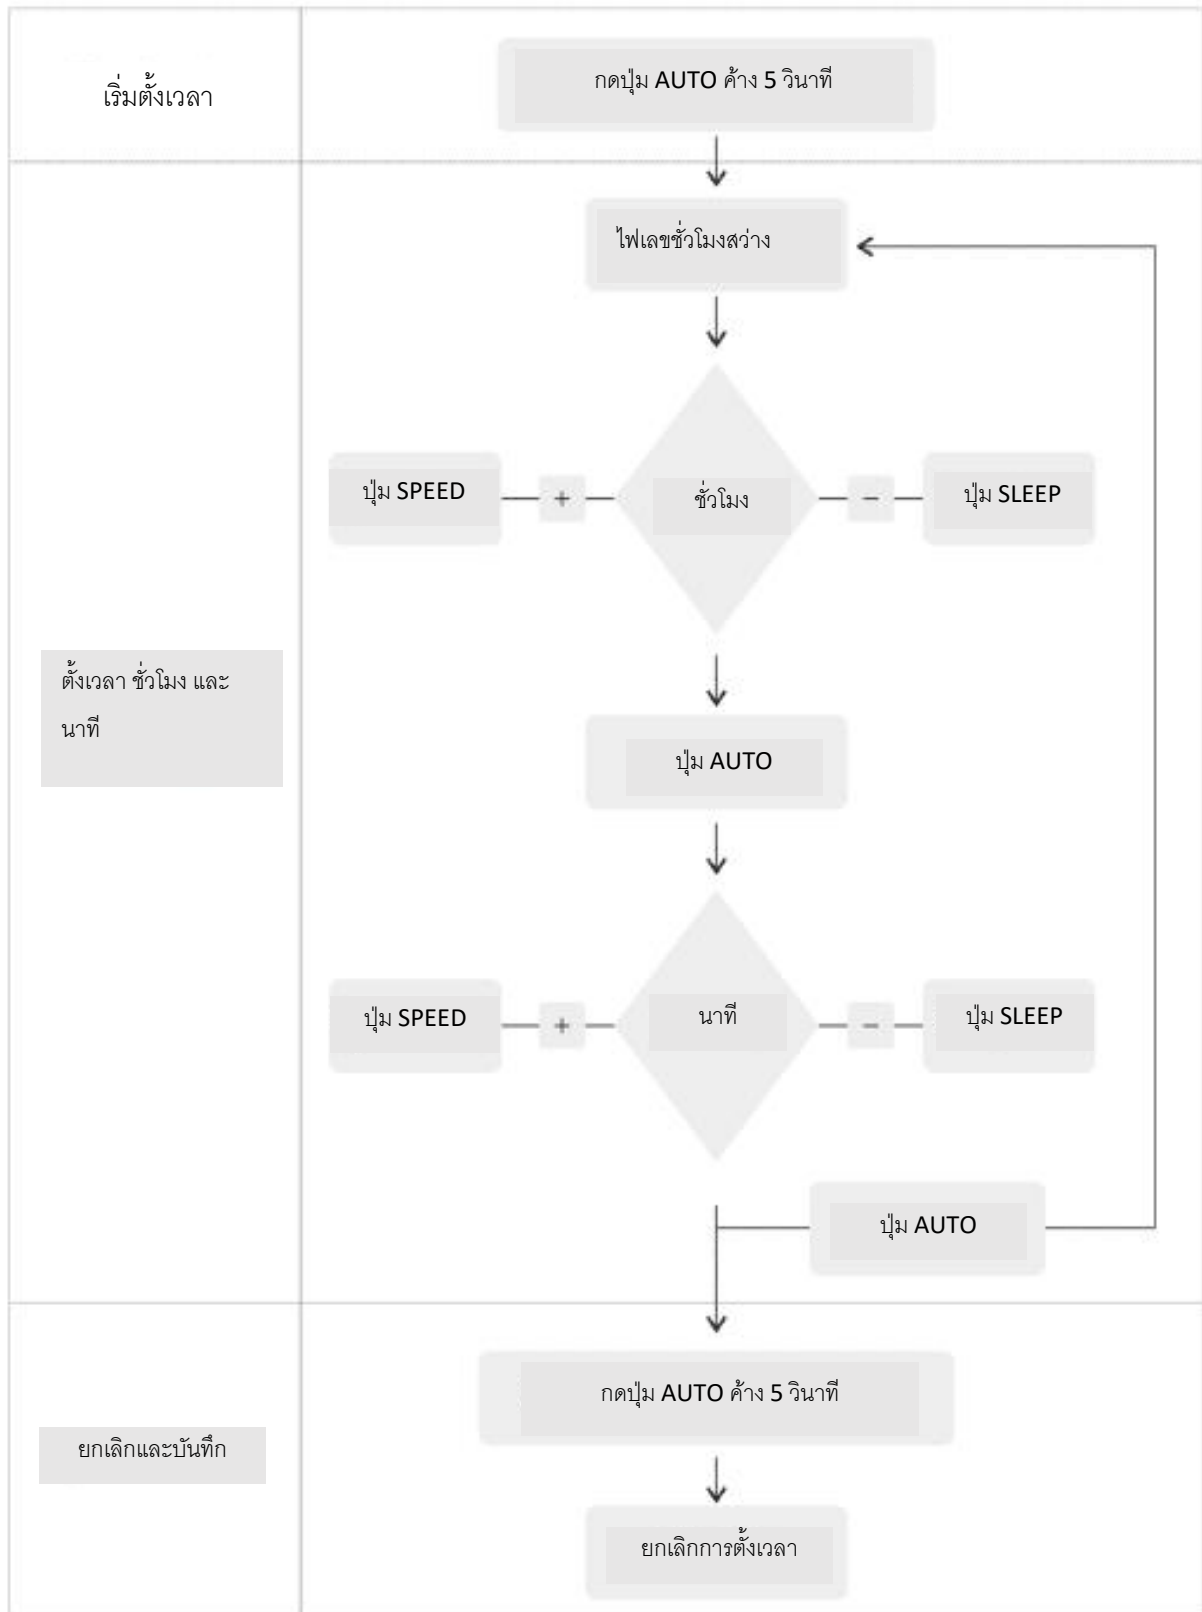 เริ่มตั้งเวลา
กดปุ่ม AUTO ค้าง 5 วินาที
ไฟเลขชั่วโมงสว่าง
ปุ่ม SPEED
+
ชั่วโมง
−
ปุ่ม SLEEP
ตั้งเวลา ชั่วโมง และ
นาที
ปุ่ม AUTO
ปุ่ม SPEED
+
นาที
−
ปุ่ม SLEEP
ปุ่ม AUTO
กดปุ่ม AUTO ค้าง 5 วินาที
ยกเลิกและบันทึก
ยกเลิกการตั้งเวลา